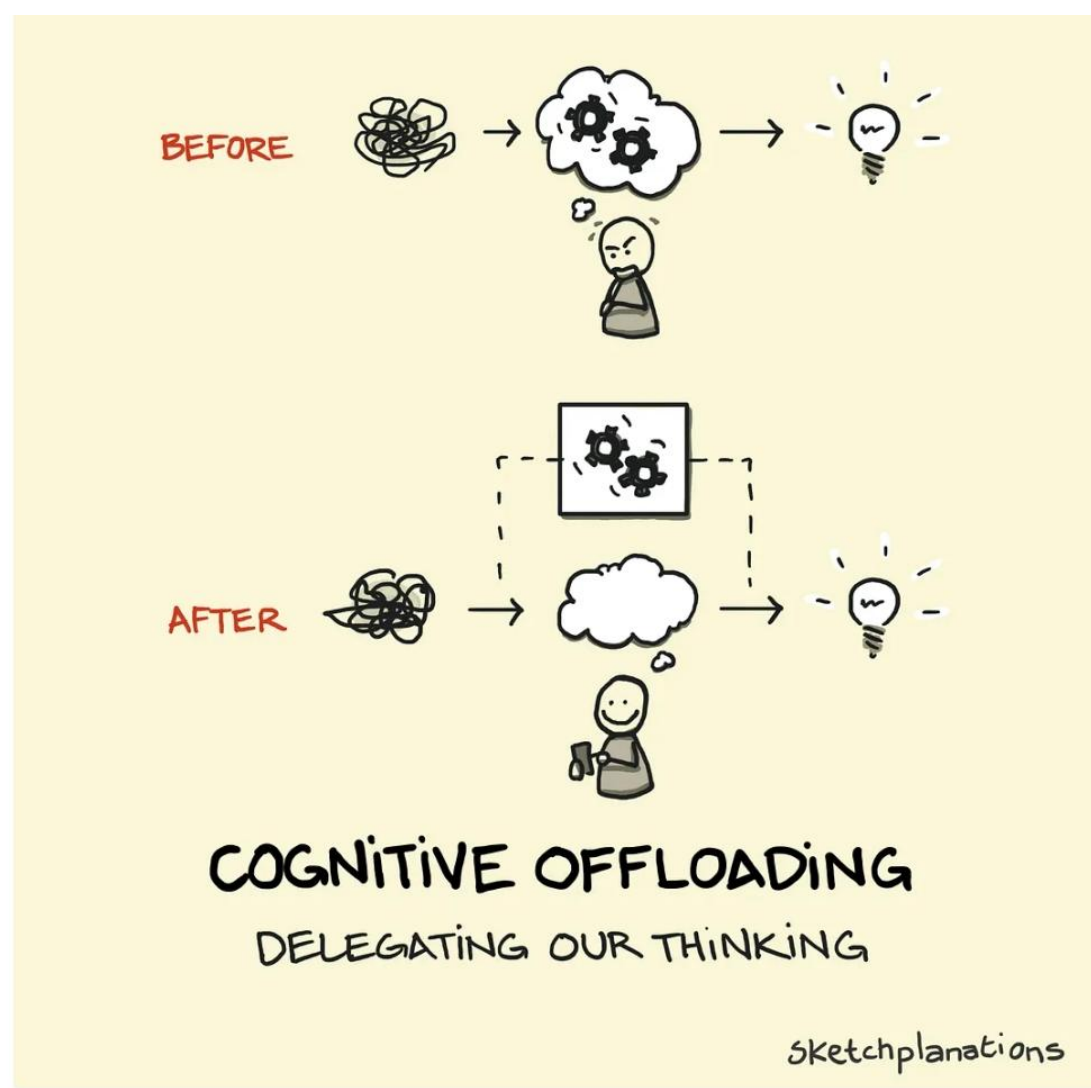 BEFORE
AFTER
COGNITIVE OFFLOADING
DELEGATING OUR THINKING
sketchplanations